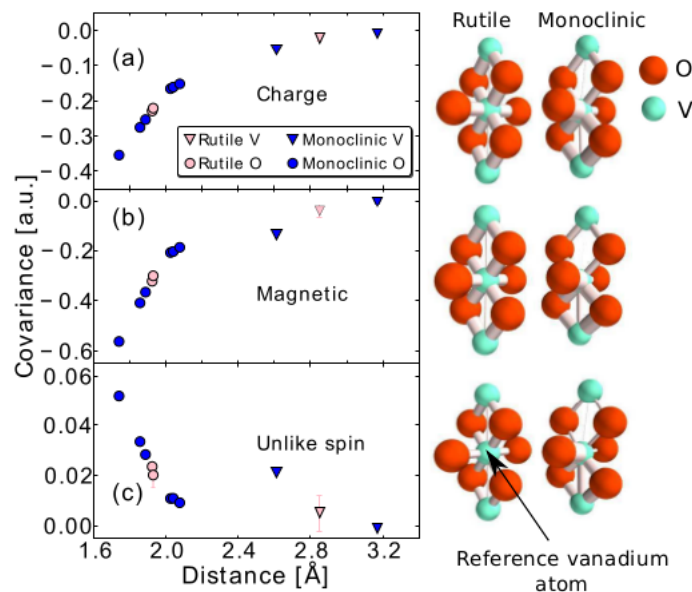 Rutile Monoclinic
0.0
(a)
− 0.1
− 0.2
Charge
− 0.3
− 0.4
Rutile V Monoclinic V
Rutile O Monoclinic O
O
V
0.0
(b)
− 0.2
− 0.4
Magnetic
− 0.6
Covariance [a.u.]
0.06
0.04
Unlike spin
0.02
(c)
0.00
1.6 2.0 2.4 2.8 3.2
Distance [Å]
Reference vanadium
atom